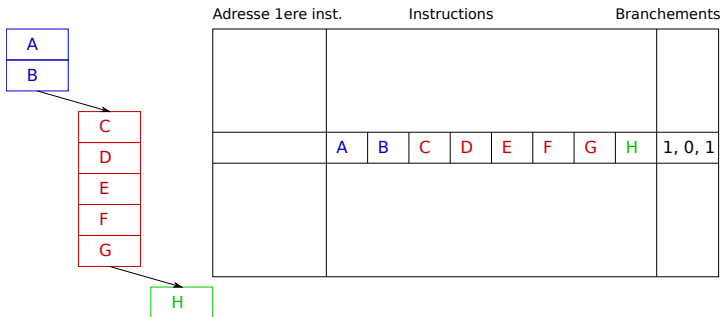 Adresse 1ere inst. Instructions Branchements
A
B
C
D
E
F
G
H
A B C D E F G H 1, 0, 1